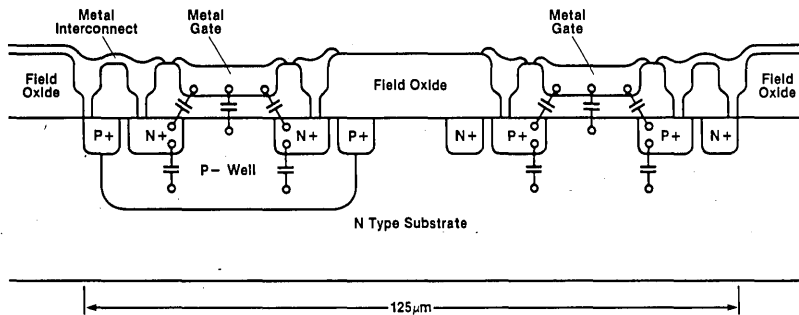 Metal
Interconnect
Metal
Gate
Metal
Gate
Field
Oxide
Field Oxide
Field
Oxide
P+
N+
N+
P+
N+
P+
P+
N+
P- Well
N Type Substrate
125μm